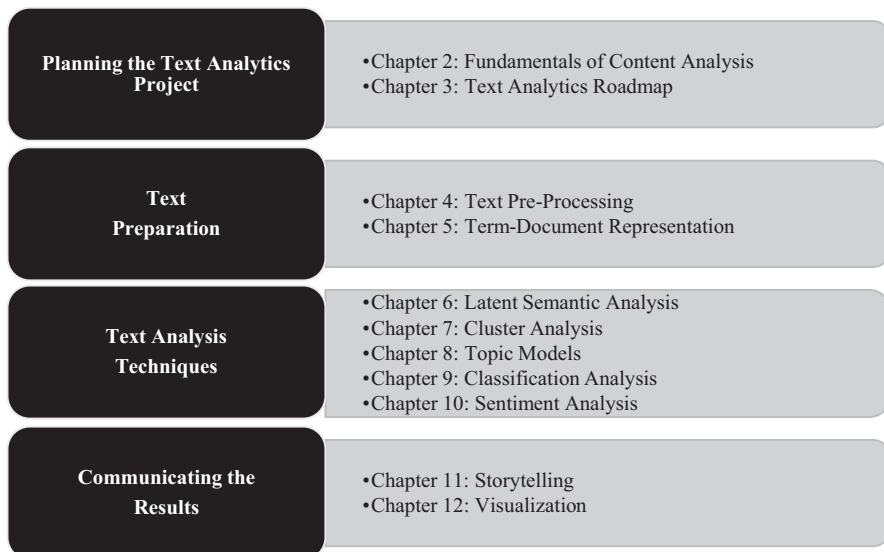 Planning the Text Analytics
Project
•Chapter 2: Fundamentals of Content Analysis
•Chapter 3: Text Analytics Roadmap
Text
Preparation
•Chapter 4: Text Pre-Processing
•Chapter 5: Term-Document Representation
Text Analysis
Techniques
•Chapter 6: Latent Semantic Analysis
•Chapter 7: Cluster Analysis
•Chapter 8: Topic Models
•Chapter 9: Classification Analysis
•Chapter 10: Sentiment Analysis
Communicating the
Results
•Chapter 11: Storytelling
•Chapter 12: Visualization